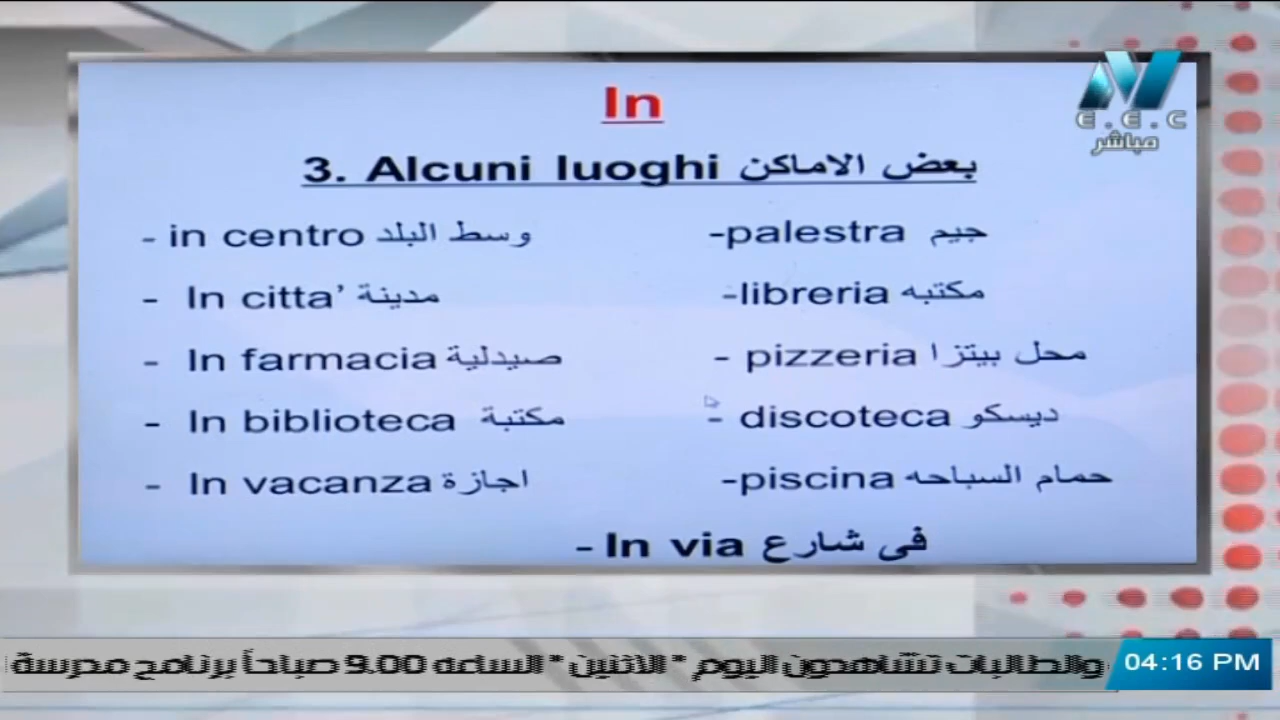 In
3. Alcuni luoghi بعض الاماكن
- in centro وسط البلد
- In citta’ مدينة
- In farmacia صيدلية
- In biblioteca مكتبة
- In vacanza اجازة
-palestra جيم
-libreria مكتبه
- pizzeria محل بيتزا
- discoteca ديسكو
-piscina حمام السباحه
- In via فى شارع
E.E.C
مباشر
والطالبات تشاهدون اليوم " الاثنين " الساعه 9.00 صباحاً برنامج مدرسة
04:16 PM